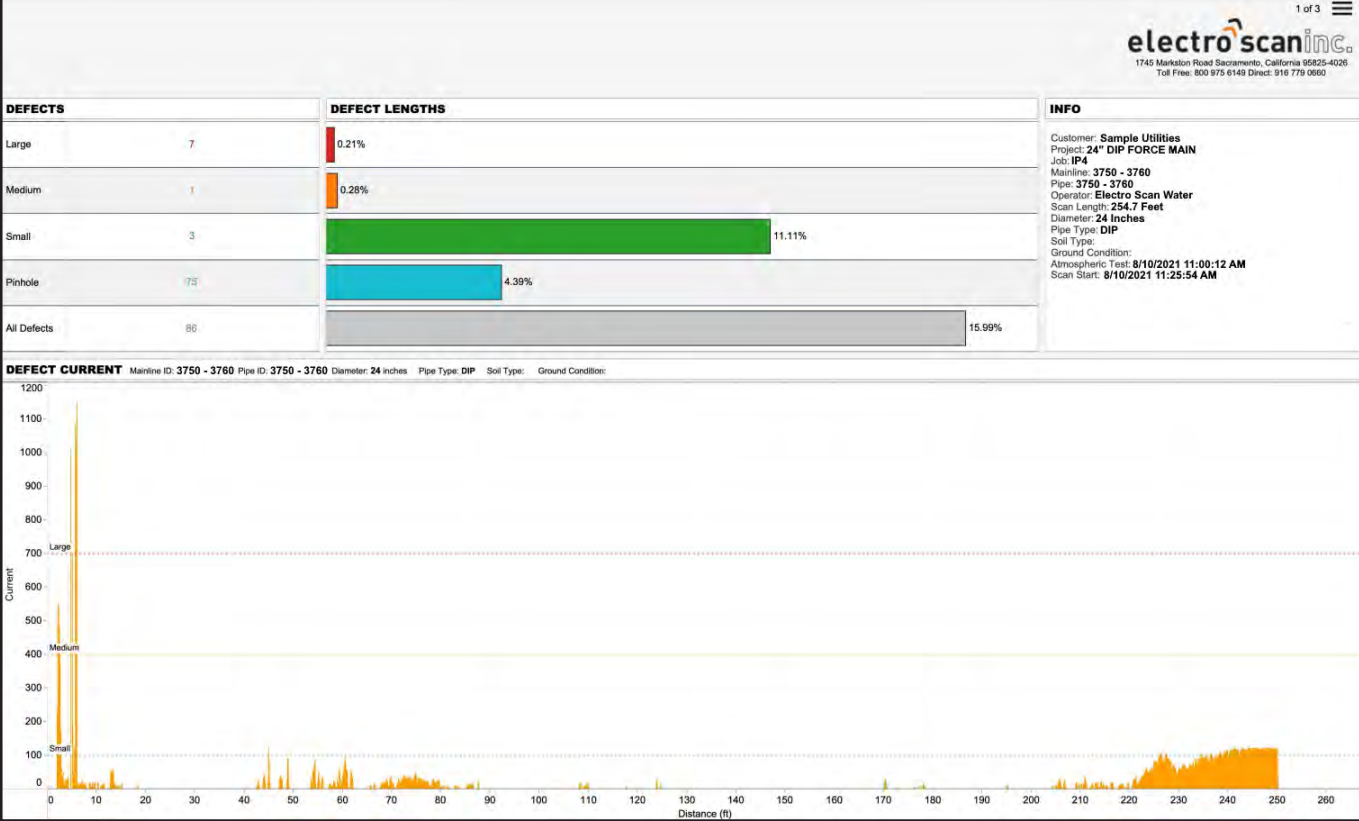 1 of 3
electro scan inc.
1745 Markston Road Sacramento, California 95825-4026
Toll Free: 800 975 6149 Direct: 916 779 0660
DEFECTS
Large 7
Medium 1
Small 3
Pinhole 75
All Defects 86
DEFECT LENGTHS
0.21%
0.28%
11.11%
4.39%
15.99%
INFO
Customer: Sample Utilities
Project: 24" DIP FORCE MAIN
Job: IP4
Mainline: 3750 - 3760
Pipe: 3750 - 3760
Operator: Electro Scan Water
Scan Length: 254.7 Feet
Diameter: 24 Inches
Pipe Type: DIP
Soil Type:
Ground Condition:
Atmospheric Test: 8/10/2021 11:00:12 AM
Scan Start: 8/10/2021 11:25:54 AM
DEFECT CURRENT Mainline ID: 3750 - 3760 Pipe ID: 3750 - 3760 Diameter: 24 inches Pipe Type: DIP Soil Type: Ground Condition:
1200
1100
1000
900
800
Large
700
600
500
Medium
400
300
200
Small
100
0
Current
0 10 20 30 40 50 60 70 80 90 100 110 120 130 140 150 160 170 180 190 200 210 220 230 240 250 260
Distance (ft)